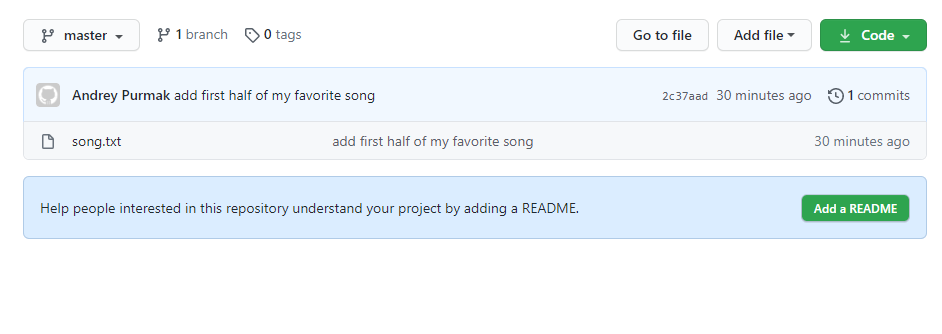 master 1 branch 0 tags Go to file Add file Code
Andrey Purmak add first half of my favorite song 2c37aad 30 minutes ago 1 commits
song.txt add first half of my favorite song 30 minutes ago
Help people interested in this repository understand your project by adding a README. Add a README